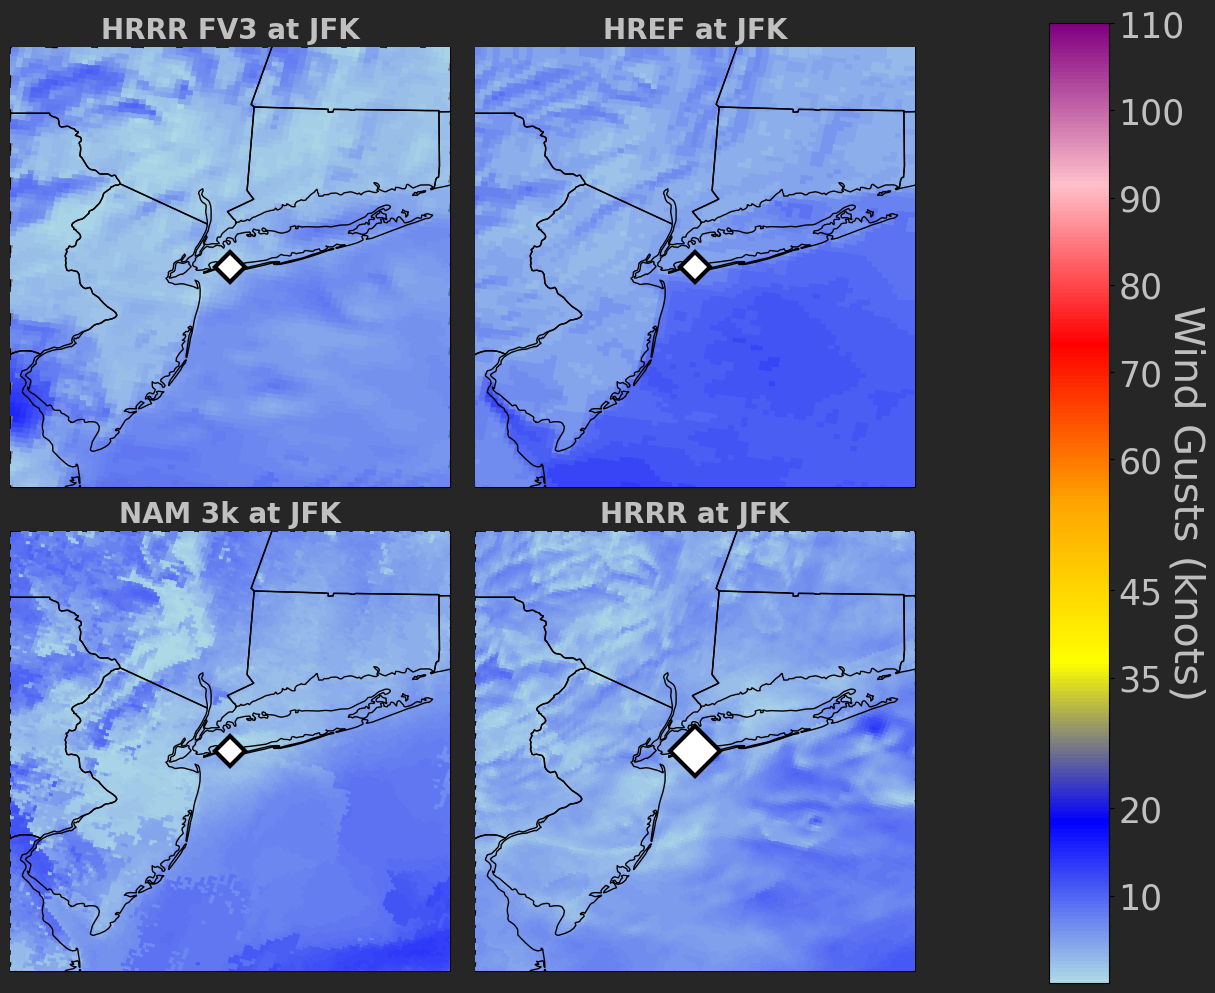 HRRR FV3 at JFK
HREF at JFK
NAM 3k at JFK
HRRR at JFK
110
100
90
80
70
60
45
35
20
10
Wind Gusts (knots)